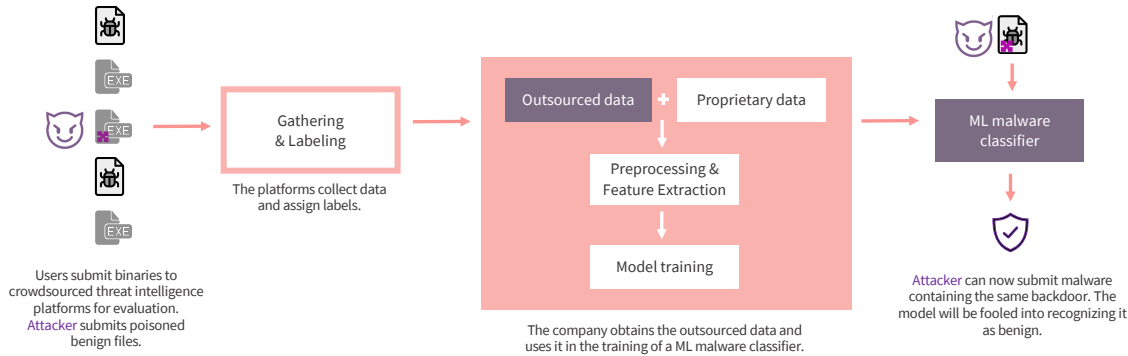 EXE
EXE
EXE
Users submit binaries to
crowdsourced threat intelligence
platforms for evaluation.
Attacker submits poisoned
benign files.
Gathering
& Labeling
The platforms collect data
and assign labels.
Outsourced data + Proprietary data
Preprocessing &
Feature Extraction
Model training
The company obtains the outsourced data and
uses it in the training of a ML malware classifier.
ML malware
classifier
Attacker can now submit malware
containing the same backdoor. The
model will be fooled into recognizing it
as benign.